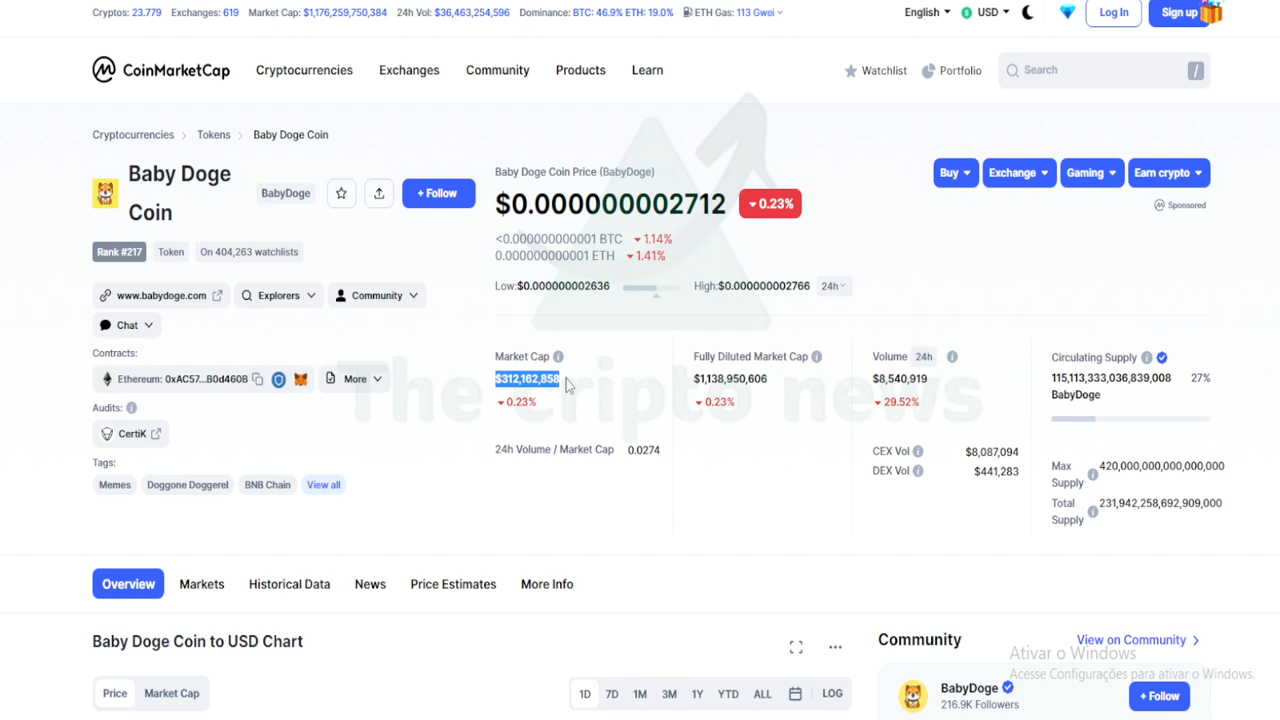 Cryptos: 23.779 Exchanges: 619 Market Cap: $1,176,259,750,384 24h Vol: $36,463,254,596 Dominance: BTC: 46.9% ETH: 19.0% ETH Gas: 113 Gwei English USD Log In Sign up
CoinMarketCap Cryptocurrencies Exchanges Community Products Learn Watchlist Portfolio Search /
Cryptocurrencies > Tokens > Baby Doge Coin
Baby Doge
Coin
BabyDoge + Follow
Rank #217 Token On 404,263 watchlists
www.babydoge.com Explorers Community
Chat
Contracts:
Ethereum: 0xAC57...B0d460B More
Audits:
CertiK
Tags:
Memes Doggone Doggerel BNB Chain View all
Baby Doge Coin Price (BabyDoge)
$0.000000002712 0.23%
<0.000000000001 BTC 1.14%
0.000000000001 ETH 1.41%
Low:$0.000000002636 High:$0.000000002766 24h
Buy Exchange Gaming Earn crypto
Sponsored
Market Cap
$312,162,858
0.23%
24h Volume / Market Cap 0.0274
Fully Diluted Market Cap
$1,138,950,606
0.23%
Volume 24h
$8,540,919
29.52%
CEX Vol $8,087,094
DEX Vol $441,283
Circulating Supply
115,113,333,036,839,008 27%
BabyDoge
Max
Supply
420,000,000,000,000,000
Total
Supply
231,942,258,692,909,000
The cripto news
Overview Markets Historical Data News Price Estimates More Info
Baby Doge Coin to USD Chart
Price Market Cap 1D 7D 1M 3M 1Y YTD ALL LOG
Community View on Community >
BabyDoge
216.9K Followers
+ Follow
Ativar o Windows
Acesse Configurações para ativar o Windows.